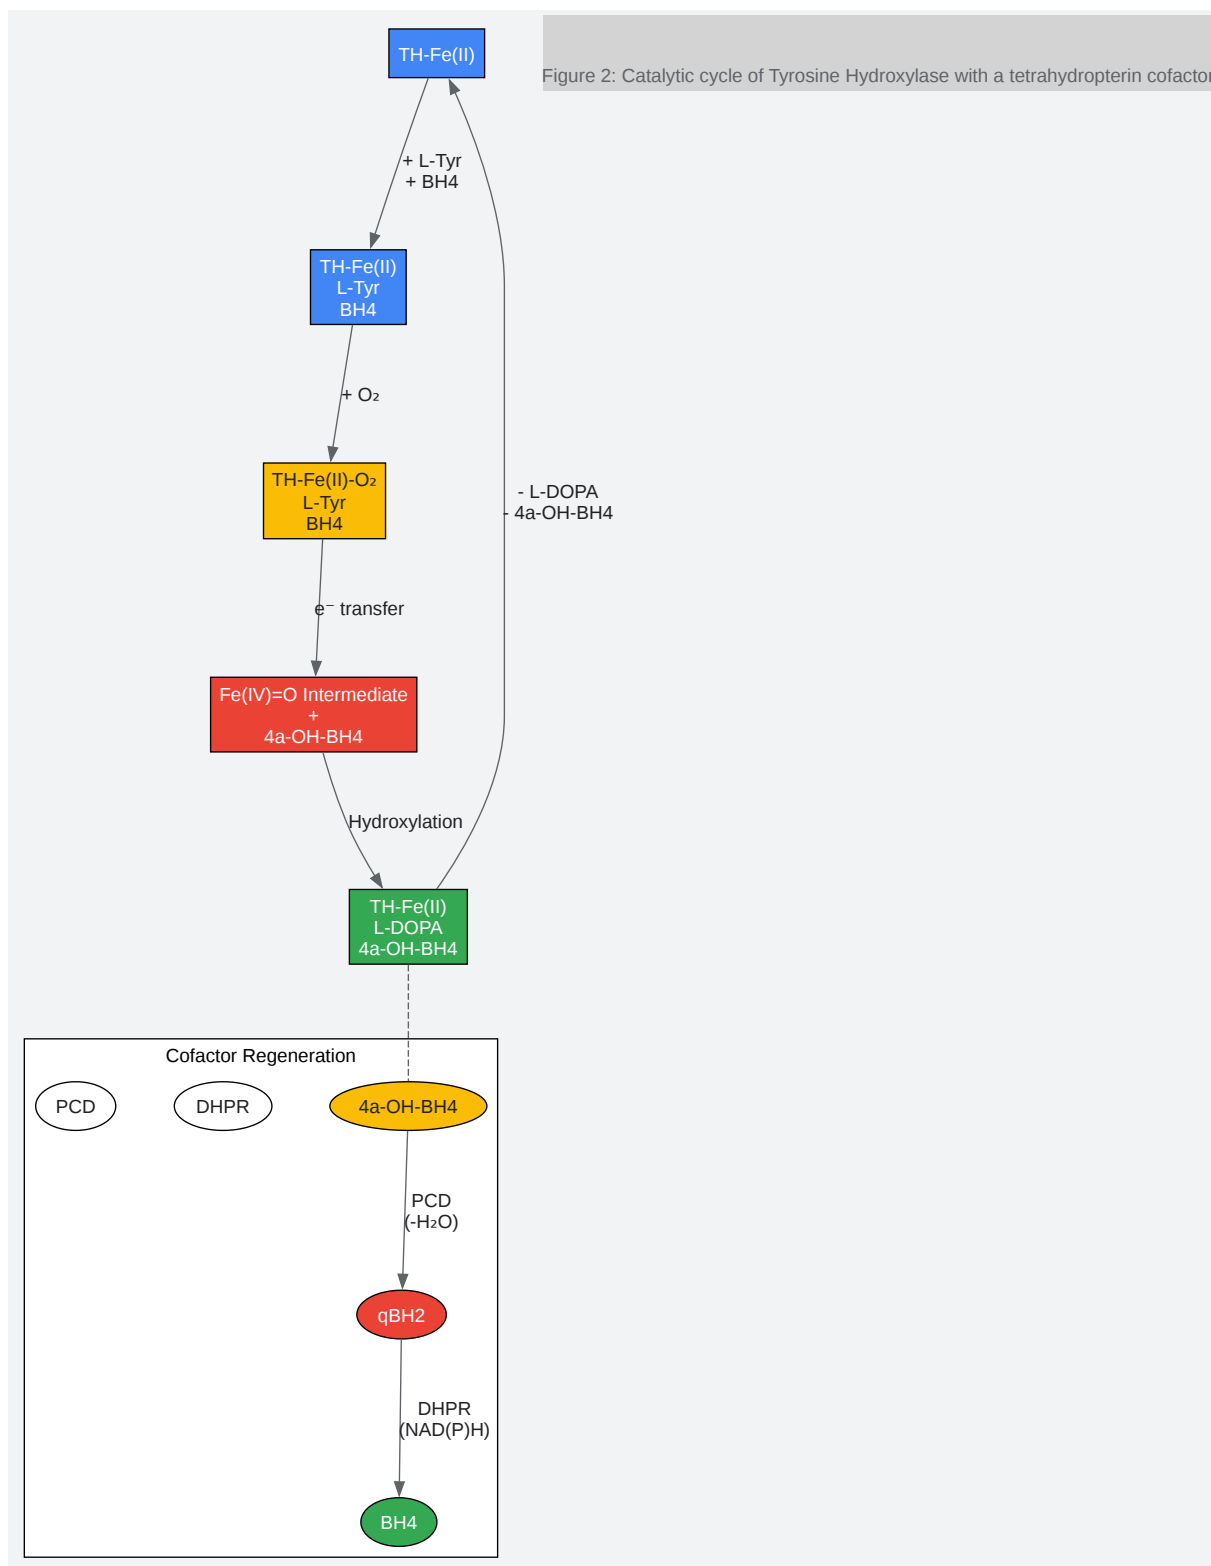 TH-Fe(II)
Figure 2: Catalytic cycle of Tyrosine Hydroxylase with a tetrahydropterin cofactor
+ L-Tyr
+ BH4
TH-Fe(II)
L-Tyr
BH4
+ O₂
TH-Fe(II)-O₂
L-Tyr
BH4
- L-DOPA
- 4a-OH-BH4
e⁻ transfer
Fe(IV)=O Intermediate
+
4a-OH-BH4
Hydroxylation
TH-Fe(II)
L-DOPA
4a-OH-BH4
Cofactor Regeneration
PCD
DHPR
4a-OH-BH4
PCD
(-H₂O)
qBH2
DHPR
(NAD(P)H)
BH4